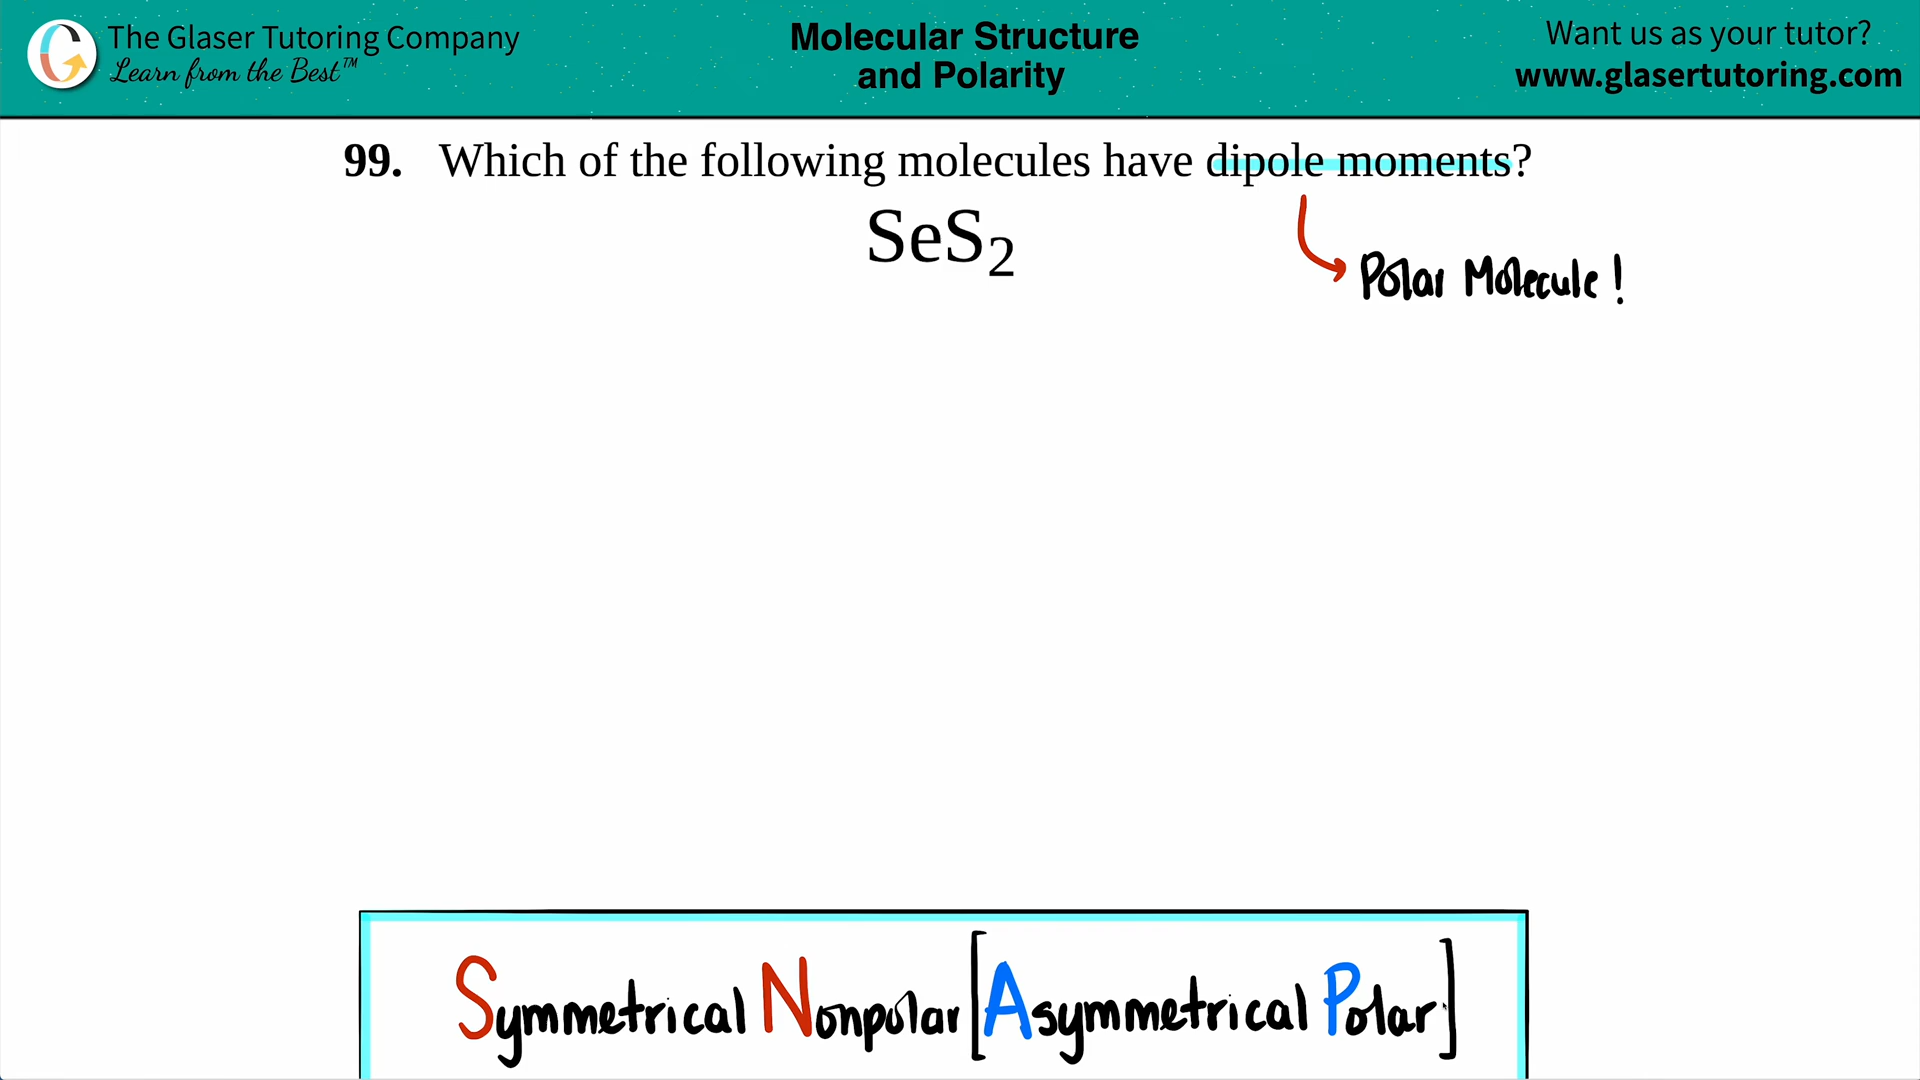 The Glaser Tutoring Company
Learn from the Best™
Molecular Structure
and Polarity
Want us as your tutor?
www.glasertutoring.com
99. Which of the following molecules have dipole moments?
SeS₂
Polar Molecule!
Symmetrical Nonpolar [Asymmetrical Polar]